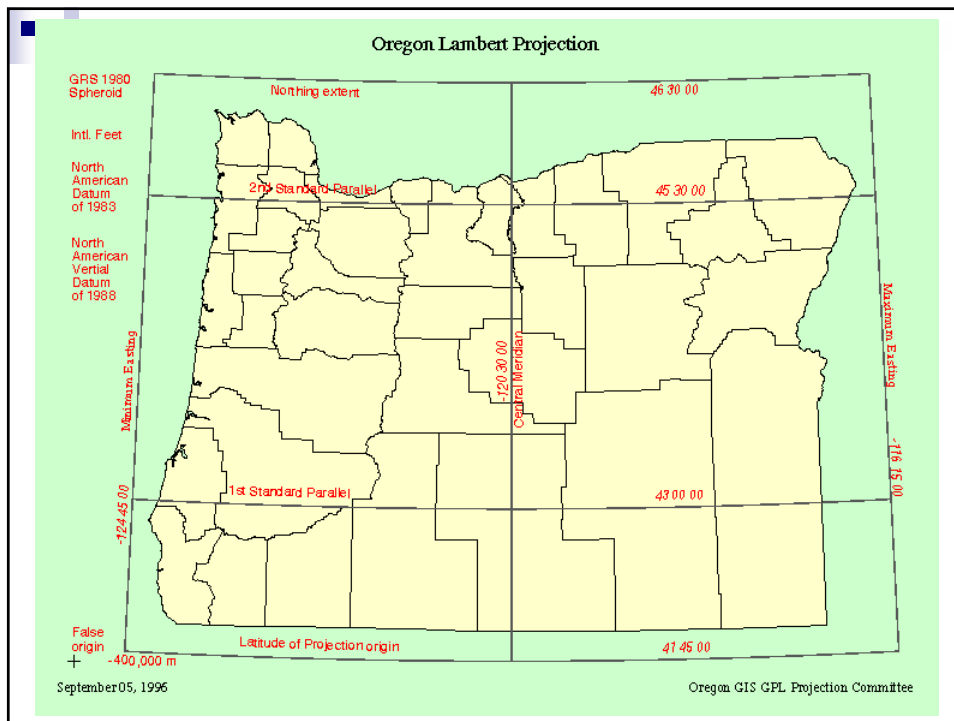 Oregon Lambert Projection
GRS 1980
Spheroid
Northing extent
46 30 00
Intl. Feet
North
American
Datum
of 1983
2nd Standard Parallel
45 30 00
North
American
Vertial
Datum
of 1988
Minimum Easting
-120 30 00
Central Meridian
Maximum Easting
-124 45 00
1st Standard Parallel
43 00 00
-116 15 00
False
origin
-400,000 m
Latitude of Projection origin
41 45 00
September 05, 1996
Oregon GIS GPL Projection Committee